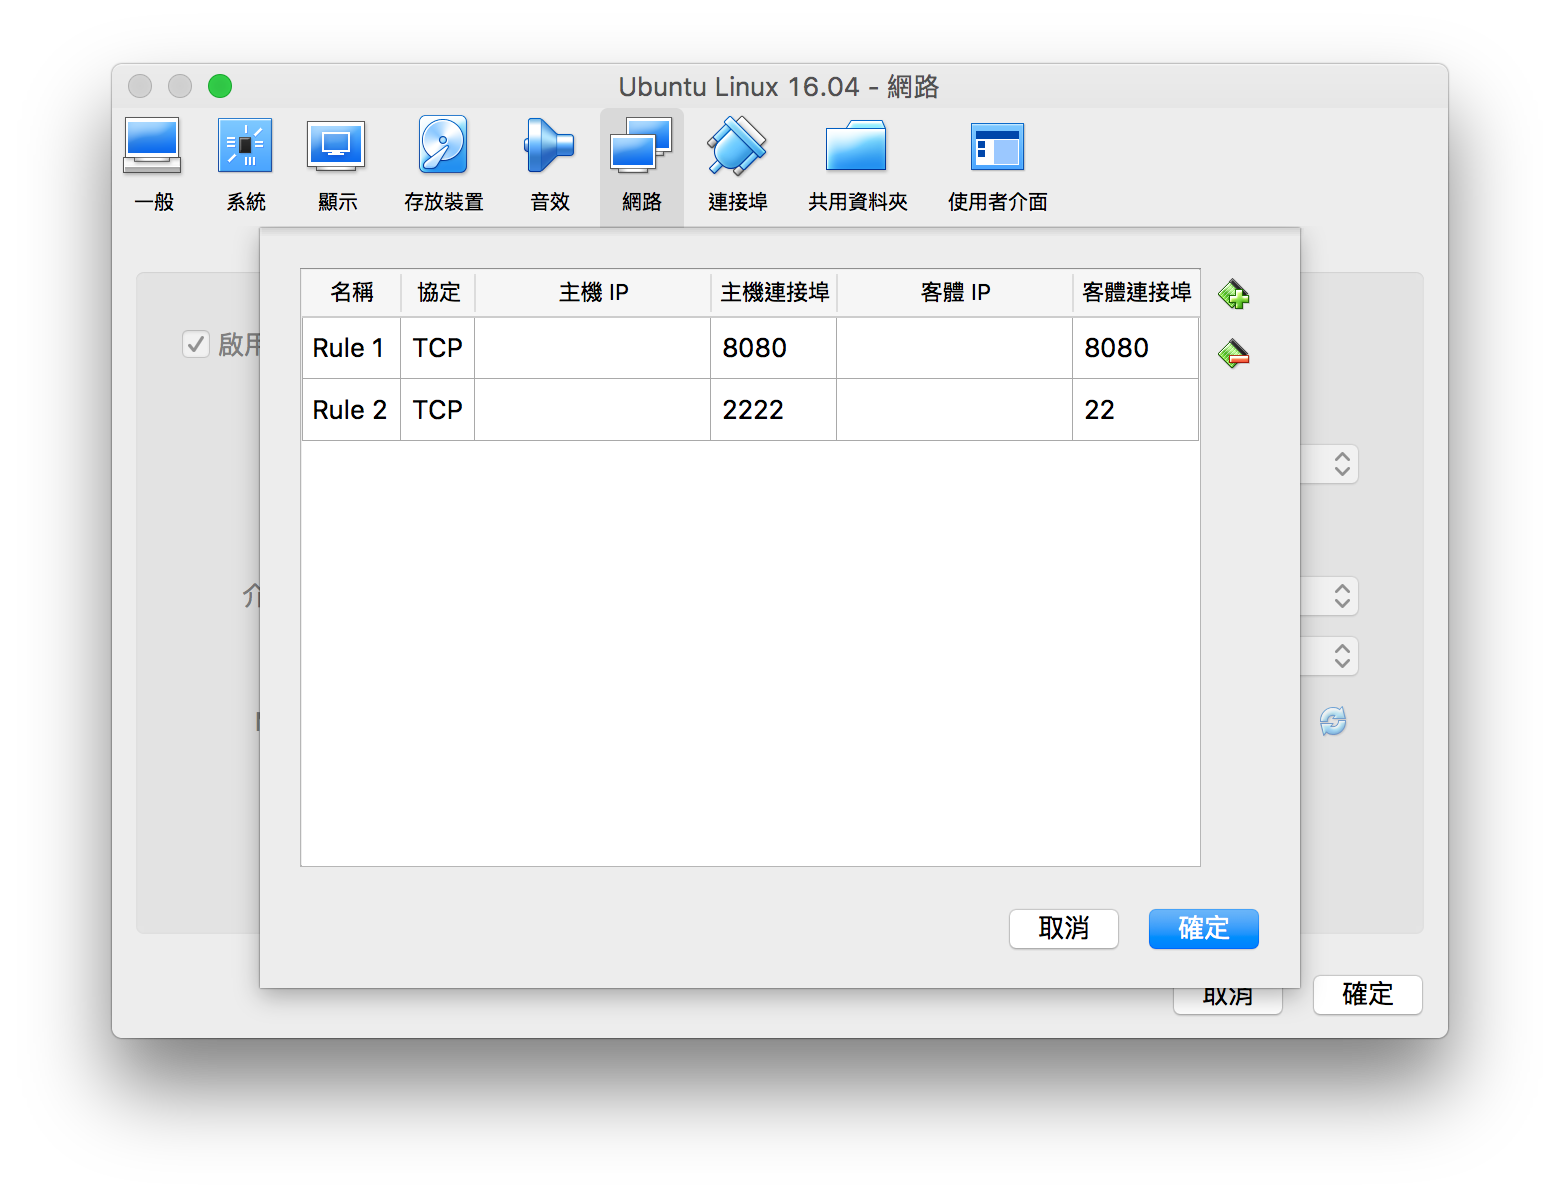 Ubuntu Linux 16.04 - 網路
一般 系統 顯示 存放裝置 音效 網路 連接埠 共用資料夾 使用者介面
名稱 協定 主機 IP 主機連接埠 客體 IP 客體連接埠
啟用
Rule 1 TCP 8080 8080
Rule 2 TCP 2222 22
介
取消 確定
取消 確定